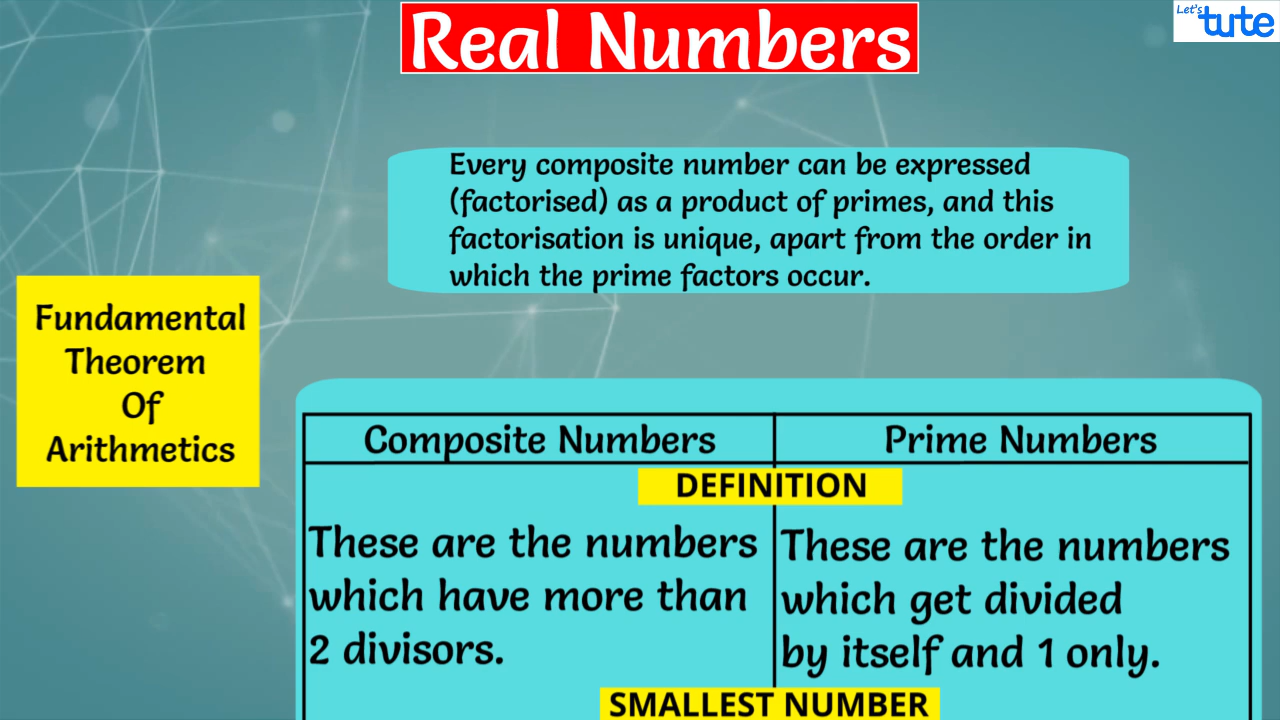 Real Numbers
Let's
tute
Every composite number can be expressed
(factorised) as a product of primes, and this
factorisation is unique, apart from the order in
which the prime factors occur.
Fundamental
Theorem
Of
Arithmetics
Composite Numbers
Prime Numbers
DEFINITION
These are the numbers
which have more than
2 divisors.
These are the numbers
which get divided
by itself and 1 only.
SMALLEST NUMBER